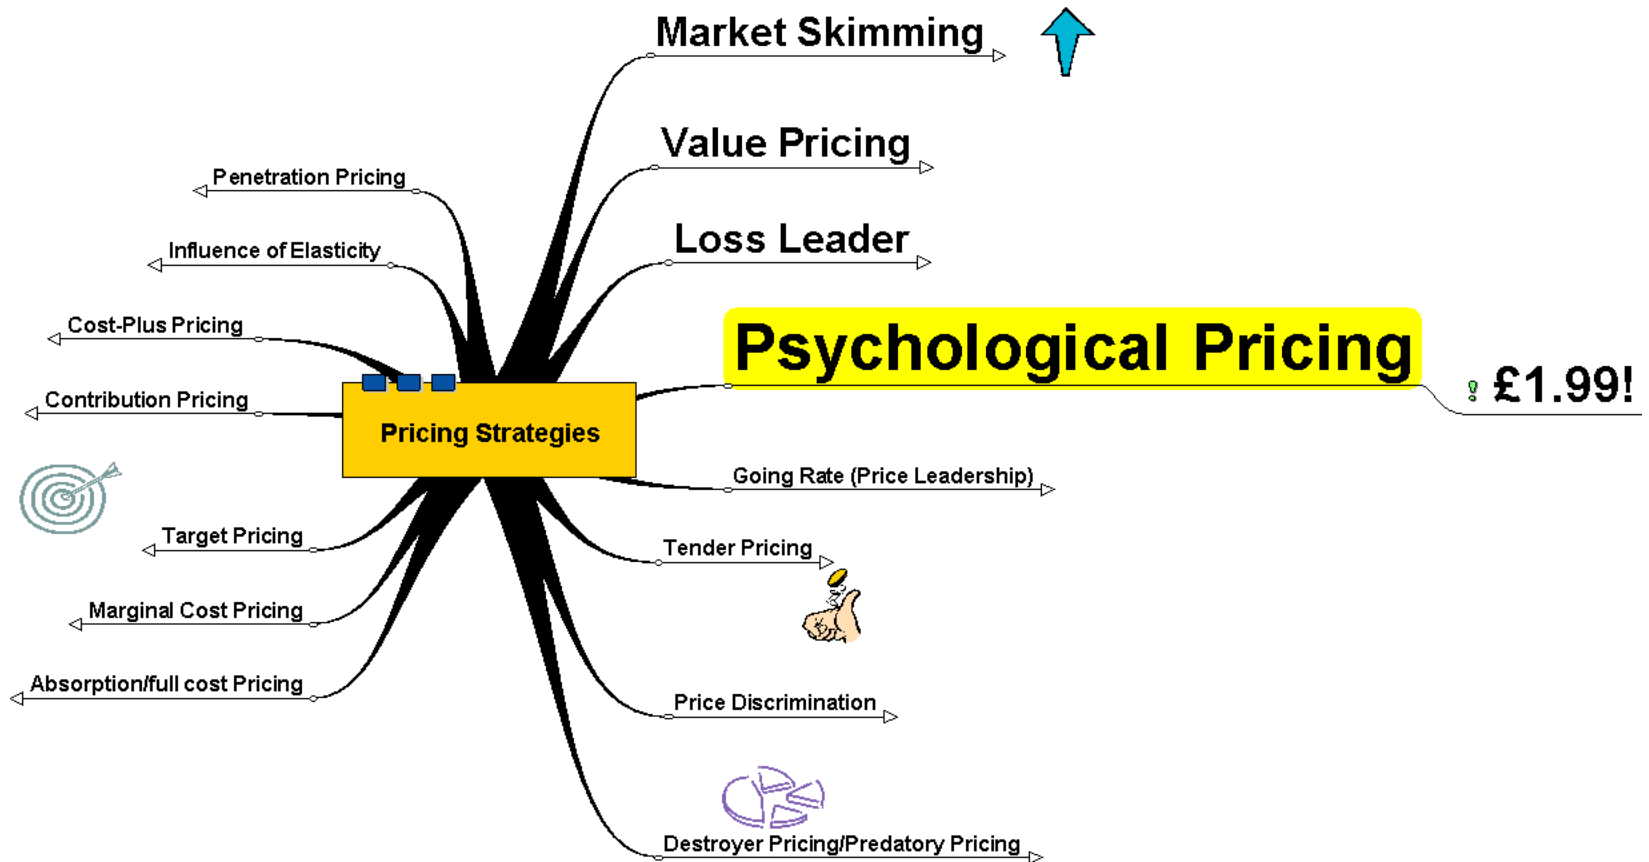 Market Skimming
Value Pricing
Penetration Pricing
Loss Leader
Influence of Elasticity
Cost-Plus Pricing
Psychological Pricing
£1.99!
Contribution Pricing
Pricing Strategies
Going Rate (Price Leadership)
Target Pricing
Tender Pricing
Marginal Cost Pricing
Absorption/full cost Pricing
Price Discrimination
Destroyer Pricing/Predatory Pricing